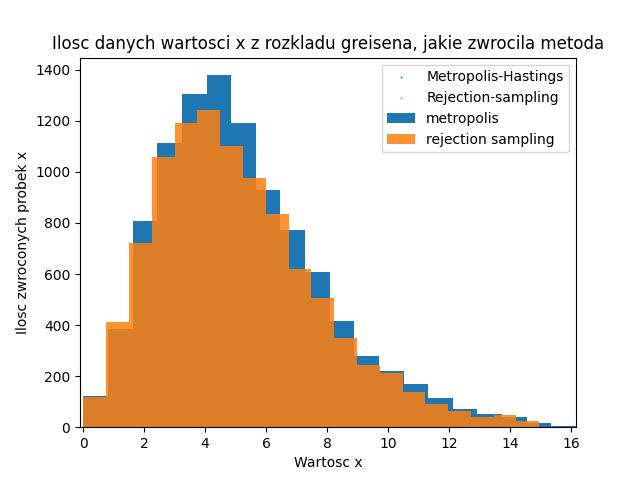 Ilosc danych wartosci x z rozkladu greisena, jakie zwrocila metoda
Metropolis-Hastings
Rejection-sampling
metropolis
rejection sampling
Ilosc zwroconych probek x
1400
1200
1000
800
600
400
200
0
0 2 4 6 8 10 12 14 16
Wartosc x